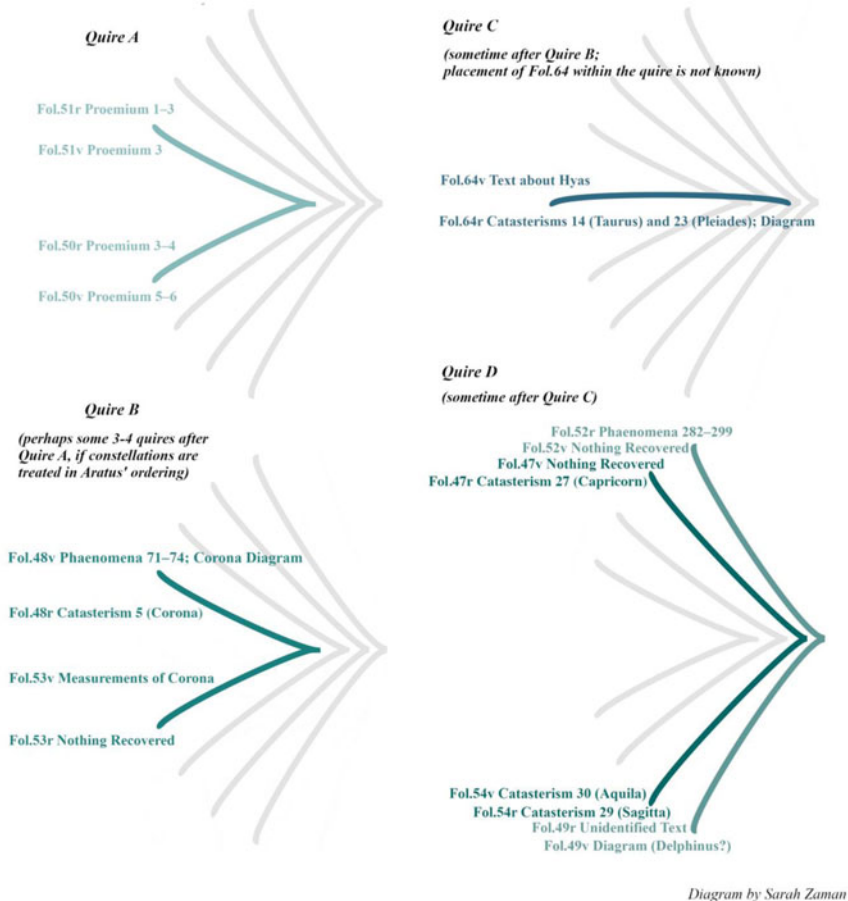 Quire A
Fol.51r Proemium 1–3
Fol.51v Proemium 3
Fol.50r Proemium 3–4
Fol.50v Proemium 5–6
Quire C
(sometime after Quire B;
placement of Fol.64 within the quire is not known)
Fol.64v Text about Hyas
Fol.64r Catasterisms 14 (Taurus) and 23 (Pleiades); Diagram
Quire B
(perhaps some 3-4 quires after
Quire A, if constellations are
treated in Aratus' ordering)
Fol.48v Phaenomena 71–74; Corona Diagram
Fol.48r Catasterism 5 (Corona)
Fol.53v Measurements of Corona
Fol.53r Nothing Recovered
Quire D
(sometime after Quire C)
Fol.52r Phaenomena 282–299
Fol.52v Nothing Recovered
Fol.47v Nothing Recovered
Fol.47r Catasterism 27 (Capricorn)
Fol.54v Catasterism 30 (Aquila)
Fol.54r Catasterism 29 (Sagitta)
Fol.49r Unidentified Text
Fol.49v Diagram (Delphinus?)
Diagram by Sarah Zaman